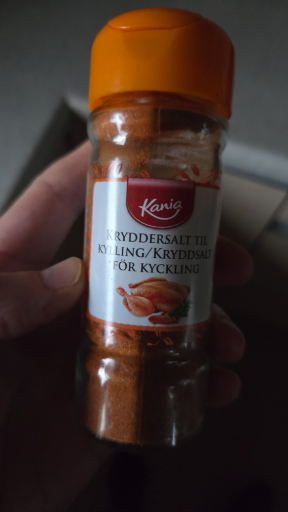 Kania
KRYDDERSALT TIL
KYLLING/KRYDDSALT
FÖR KYCKLING